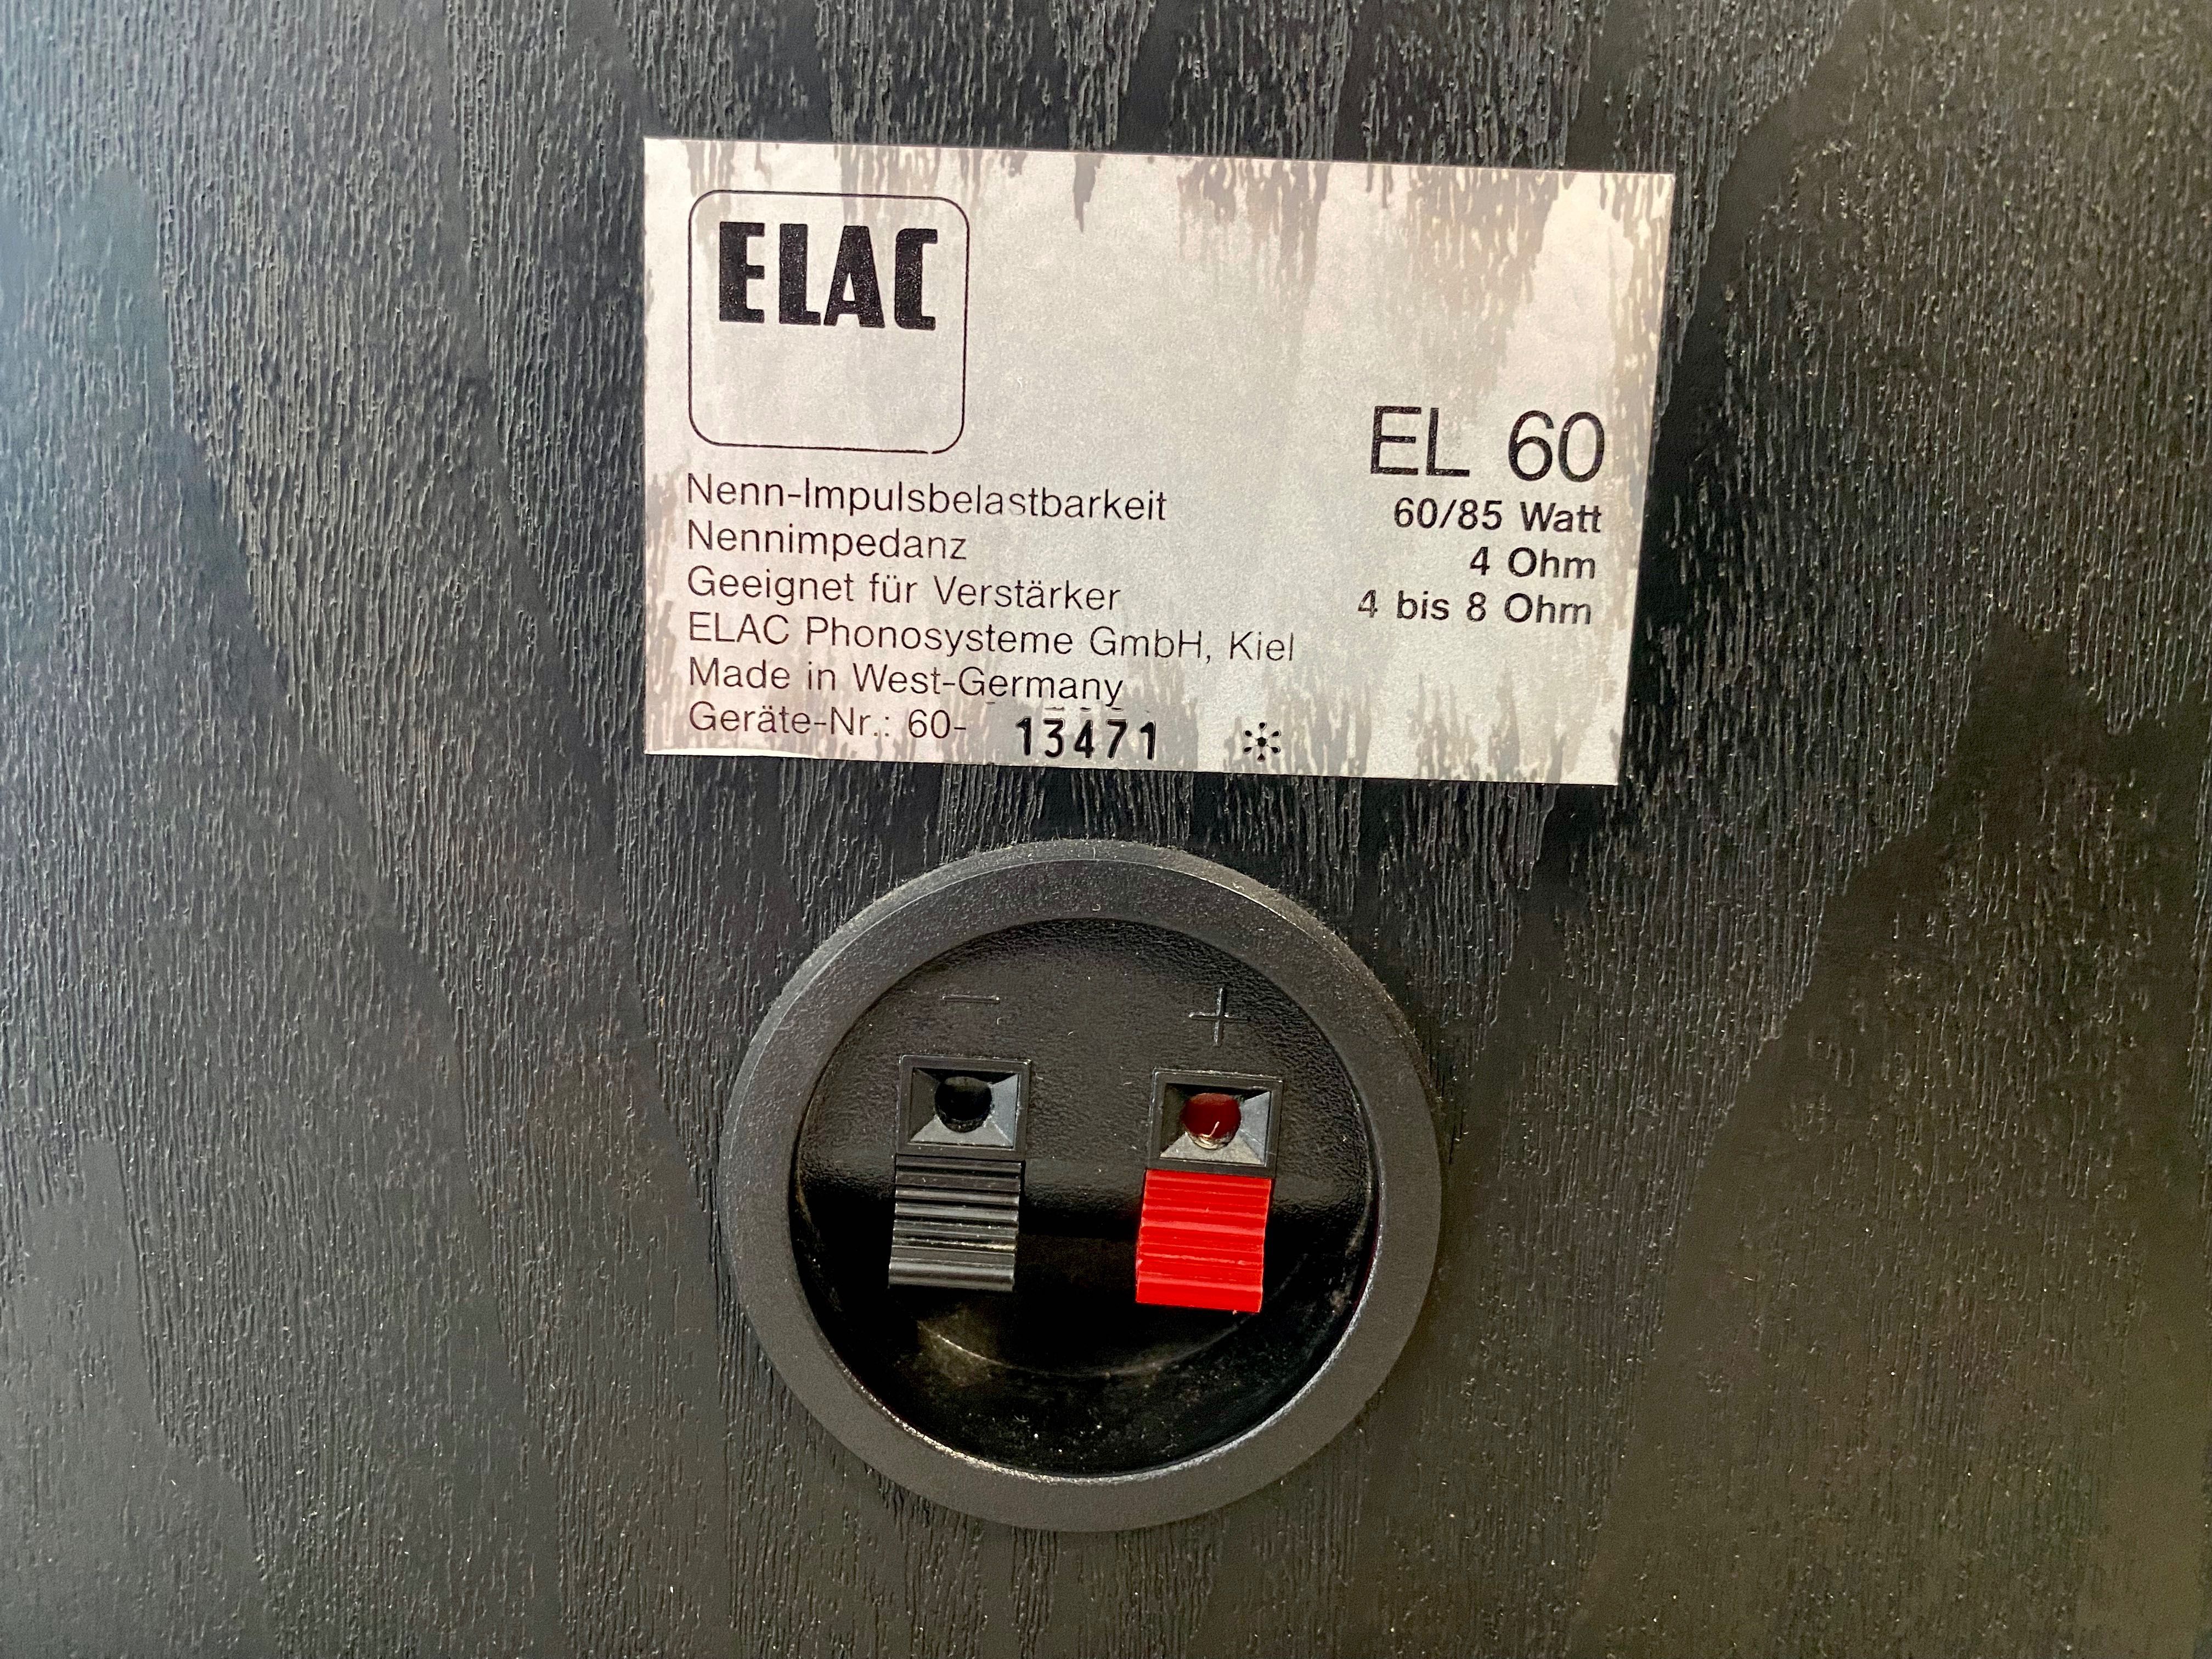 ELAC
EL 60
Nenn-Impulsbelastbarkeit 60/85 Watt
Nennimpedanz 4 Ohm
Geeignet für Verstärker 4 bis 8 Ohm
ELAC Phonosysteme GmbH, Kiel
Made in West-Germany
Geräte-Nr.: 60- 13471 *
− +